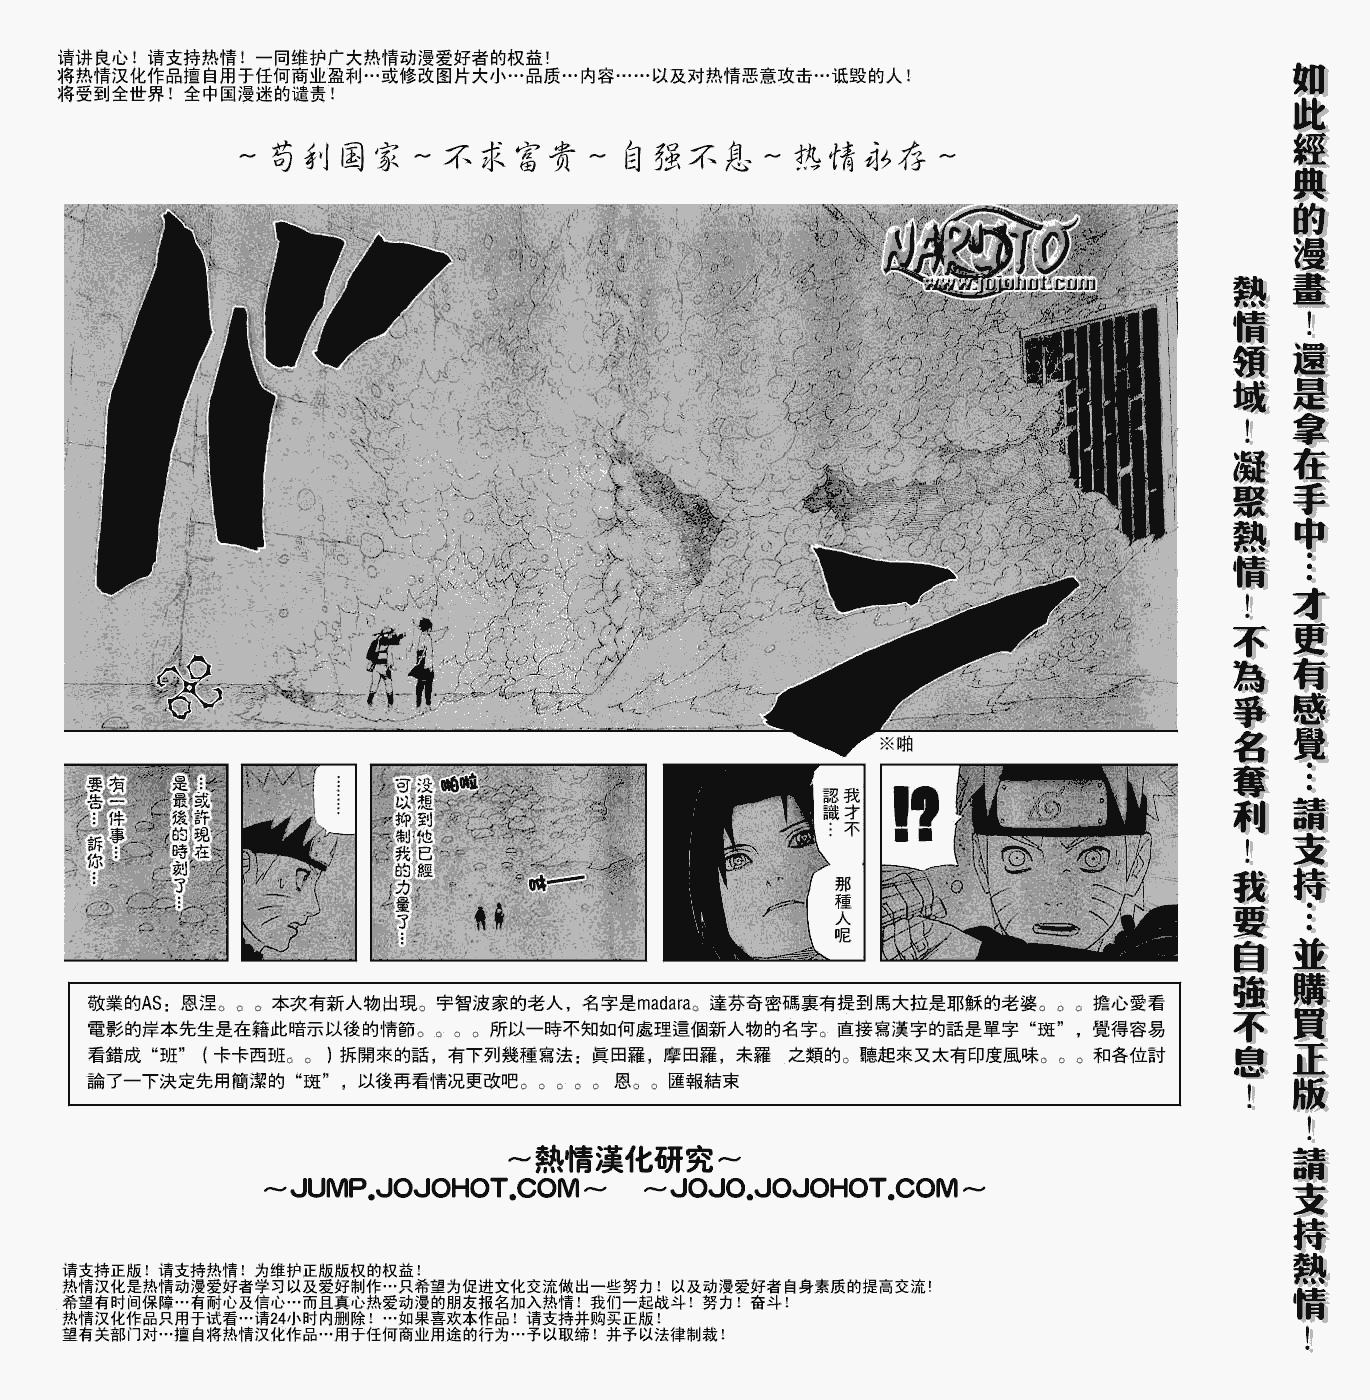 请讲良心！请支持热情！一同维护广大热情动漫爱好者的权益！
将热情汉化作品擅自用于任何商业盈利…或修改图片大小…品质…内容……以及对热情恶意攻击…诋毁的人！
将受到全世界！全中国漫迷的谴责！
～苟利国家～不求富贵～自强不息～热情永存～
如此經典的漫畫！還是拿在手中…才更有感覺…請支持…並購買正版！請支持熱情！
熱情領域！凝聚熱情！不為爭名奪利！我要自強不息！
NARUTO
www.jojohot.com
バンッ
※啪
!?
我才不
認識…
那種人呢
啪啦
没想到他已經
可以抑制我的力量了…
………
…或許現在
是最後的時刻了…
有一件事…
要告…訴你…
敬業的AS：恩涅。。。本次有新人物出現。宇智波家的老人，名字是madara。達芬奇密碼裏有提到馬大拉是耶穌的老婆。。。擔心愛看
電影的岸本先生是在籍此暗示以後的情節。。。。所以一時不知如何處理這個新人物的名字。直接寫漢字的話是單字“斑”，覺得容易
看錯成“班”（卡卡西班。。）拆開來的話，有下列幾種寫法：眞田羅，摩田羅，未羅　之類的。聽起來又太有印度風味。。。和各位討
論了一下決定先用簡潔的“斑”，以後再看情況更改吧。。。。。恩。。匯報結束
～熱情漢化研究～
～JUMP.JOJOHOT.COM～　～JOJO.JOJOHOT.COM～
请支持正版！请支持热情！为维护正版版权的权益！
热情汉化是热情动漫爱好者学习以及爱好制作…只希望为促进文化交流做出一些努力！以及动漫爱好者自身素质的提高交流！
希望有时间保障…有耐心及信心…而且真心热爱动漫的朋友报名加入热情！我们一起战斗！努力！奋斗！
热情汉化作品只用于试看…请24小时内删除！…如果喜欢本作品！请支持并购买正版！
望有关部门对…擅自将热情汉化作品…用于任何商业用途的行为…予以取缔！并予以法律制裁！